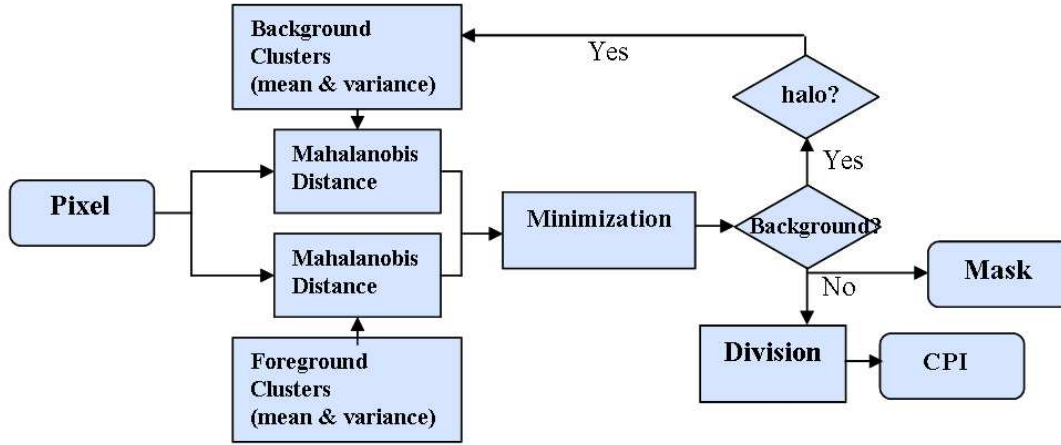 Background
Clusters
(mean & variance)
Yes
halo?
Mahalanobis
Distance
Yes
Pixel
Minimization
Background?
Mahalanobis
Distance
No
Mask
Foreground
Clusters
(mean & variance)
Division
CPI